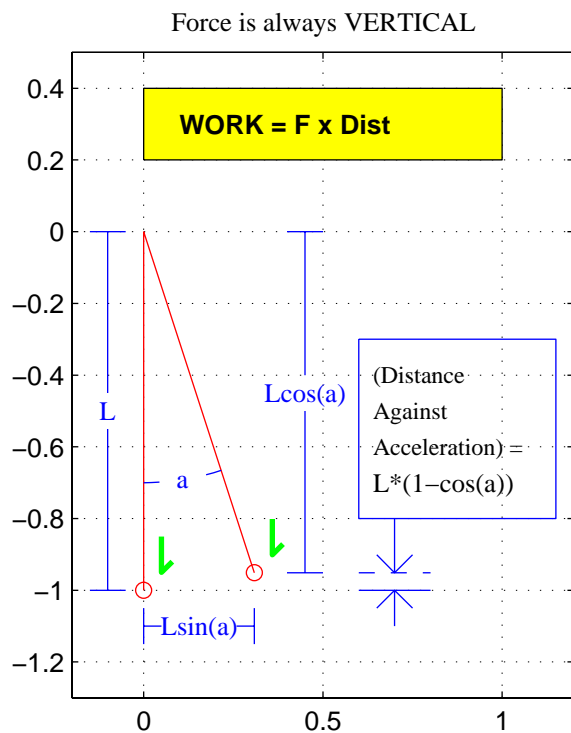 Force is always VERTICAL
0.4
WORK = F x Dist
0.2
0
−0.2
−0.4
(Distance
Lcos(a)
L
Against
Acceleration) =
−0.6
a
L*(1−cos(a))
−0.8
−1
Lsin(a)
−1.2
0
0.5
1